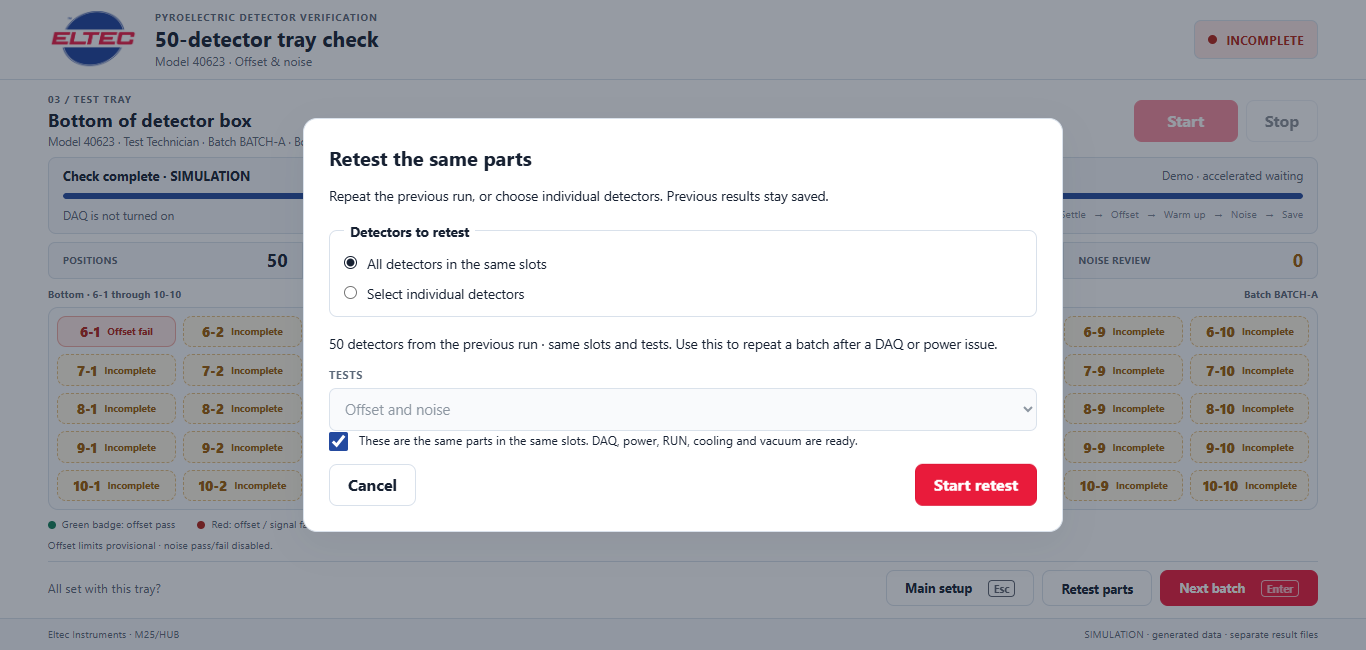 ELTEC
PYROELECTRIC DETECTOR VERIFICATION
50-detector tray check
Model 40623 · Offset & noise
INCOMPLETE
03 / TEST TRAY
Bottom of detector box
Model 40623 · Test Technician · Batch BATCH-A ·
Start
Stop
Check complete · SIMULATION
Demo · accelerated waiting
DAQ is not turned on
Settle → Offset → Warm up → Noise → Save
POSITIONS 50
NOISE REVIEW 0
Bottom · 6-1 through 10-10
Batch BATCH-A
6-1 Offset fail 6-2 Incomplete 6-9 Incomplete 6-10 Incomplete
7-1 Incomplete 7-2 Incomplete 7-9 Incomplete 7-10 Incomplete
8-1 Incomplete 8-2 Incomplete 8-9 Incomplete 8-10 Incomplete
9-1 Incomplete 9-2 Incomplete 9-9 Incomplete 9-10 Incomplete
10-1 Incomplete 10-2 Incomplete 10-9 Incomplete 10-10 Incomplete
Green badge: offset pass Red: offset / signal
Offset limits provisional · noise pass/fail disabled.
Retest the same parts
Repeat the previous run, or choose individual detectors. Previous results stay saved.
Detectors to retest
All detectors in the same slots
Select individual detectors
50 detectors from the previous run · same slots and tests. Use this to repeat a batch after a DAQ or power issue.
TESTS
Offset and noise
These are the same parts in the same slots. DAQ, power, RUN, cooling and vacuum are ready.
Cancel
Start retest
All set with this tray?
Main setup Esc
Retest parts
Next batch Enter
Eltec Instruments · M25/HUB
SIMULATION · generated data · separate result files